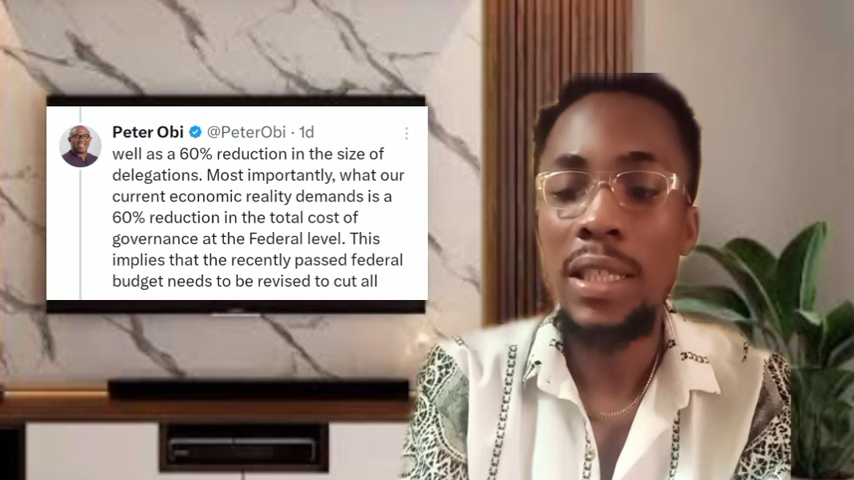 Peter Obi @PeterObi · 1d
well as a 60% reduction in the size of
delegations. Most importantly, what our
current economic reality demands is a
60% reduction in the total cost of
governance at the Federal level. This
implies that the recently passed federal
budget needs to be revised to cut all